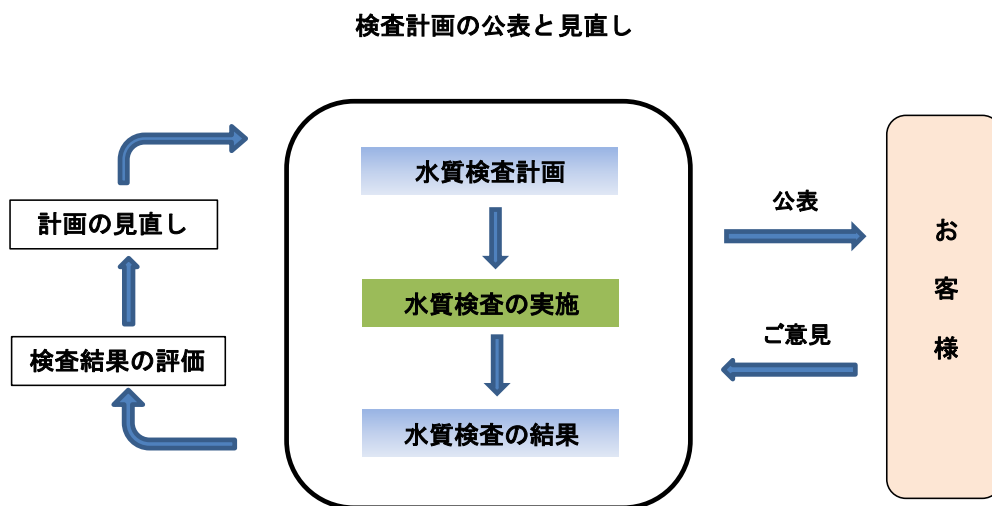 検査計画の公表と見直し
水質検査計画
計画の見直し
公表
水質検査の実施
検査結果の評価
ご意見
水質検査の結果
お客様